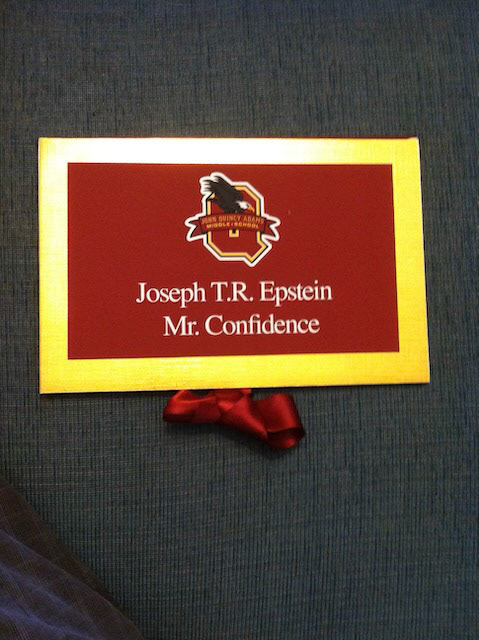 JOHN QUINCY ADAMS
MIDDLE • SCHOOL
Joseph T.R. Epstein
Mr. Confidence